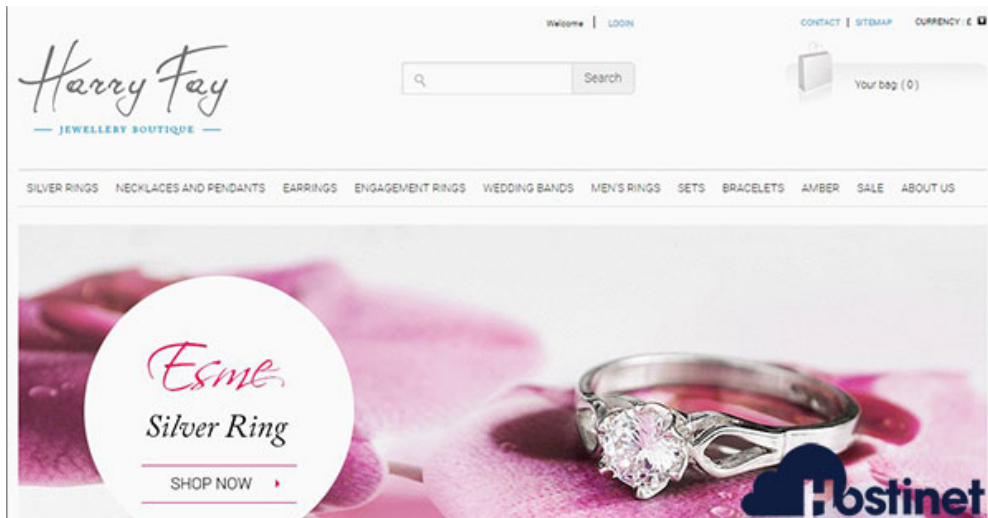 Welcome | LOGIN
CONTACT | SITEMAP CURRENCY: £
Harry Fay
JEWELLERY BOUTIQUE
Search
Your bag: ( 0 )
SILVER RINGS NECKLACES AND PENDANTS EARRINGS ENGAGEMENT RINGS WEDDING BANDS MEN'S RINGS SETS BRACELETS AMBER SALE ABOUT US
Esme
Silver Ring
SHOP NOW
Hostinet